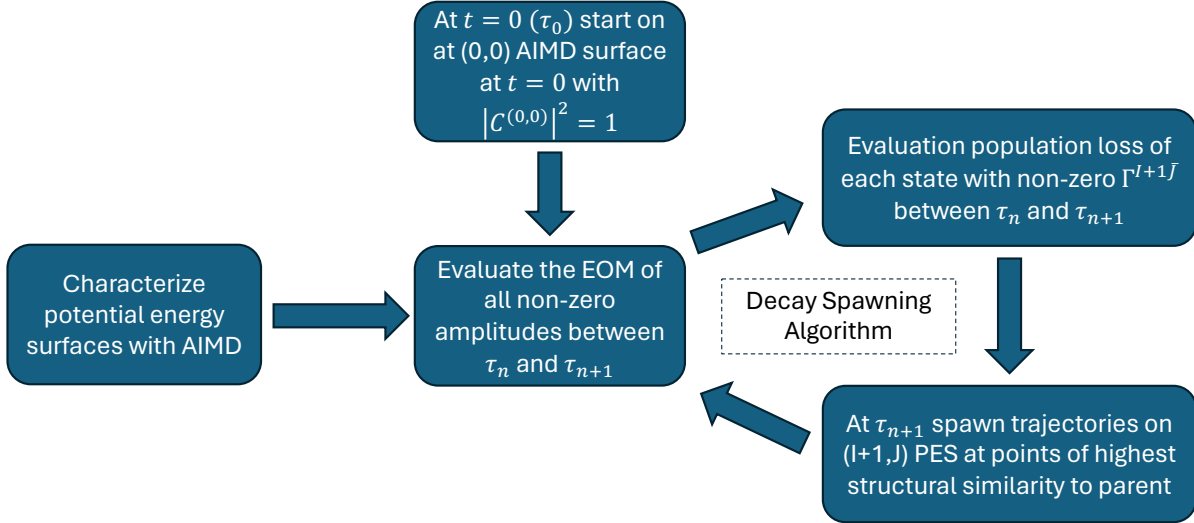 At 𝑡 = 0 (𝜏₀) start on
at (0,0) AIMD surface
at 𝑡 = 0 with
|𝐶⁽⁰,⁰⁾|² = 1
Evaluation population loss of
each state with non-zero Γ^{I+1J̄}
between 𝜏ₙ and 𝜏ₙ₊₁
Characterize
potential energy
surfaces with AIMD
Evaluate the EOM of
all non-zero
amplitudes between
𝜏ₙ and 𝜏ₙ₊₁
Decay Spawning
Algorithm
At 𝜏ₙ₊₁ spawn trajectories on
(I+1,J) PES at points of highest
structural similarity to parent